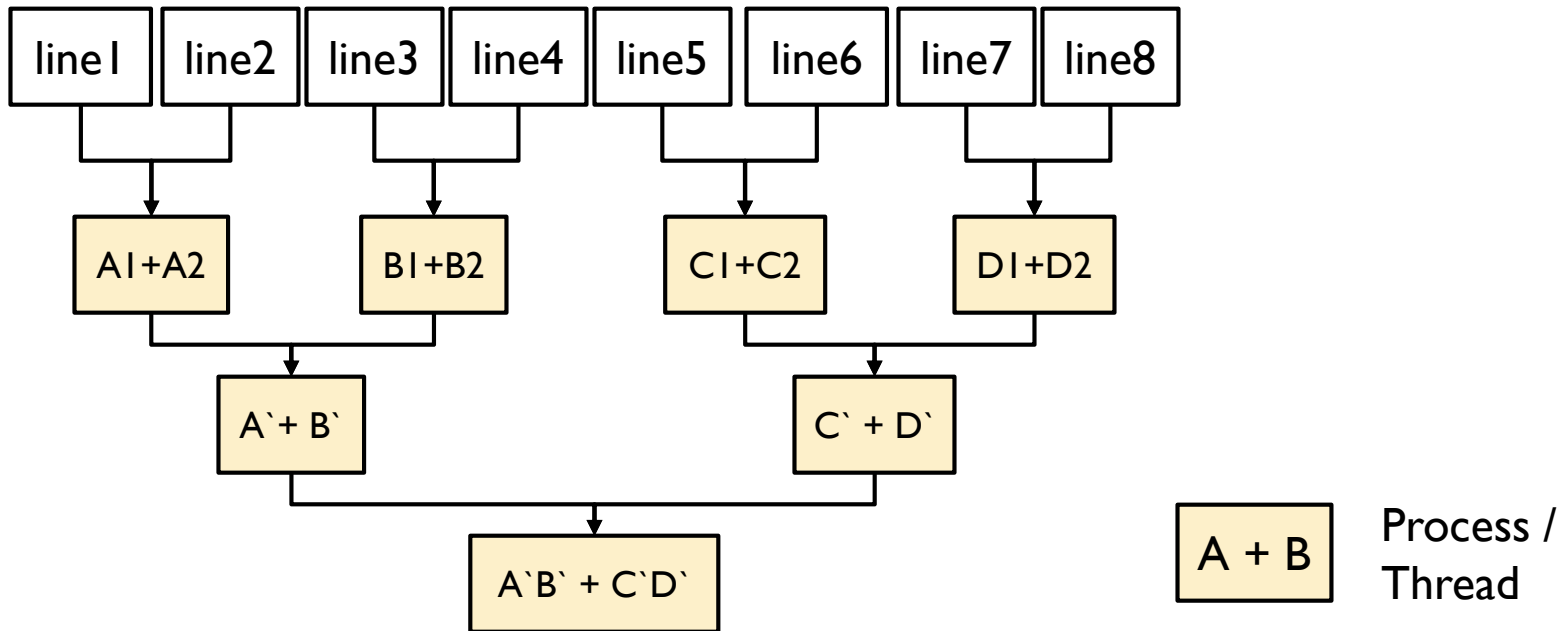 line1 line2 line3 line4 line5 line6 line7 line8
A1+A2 B1+B2 C1+C2 D1+D2
A`+ B` C` + D`
A`B` + C`D`
A + B
Process /
Thread